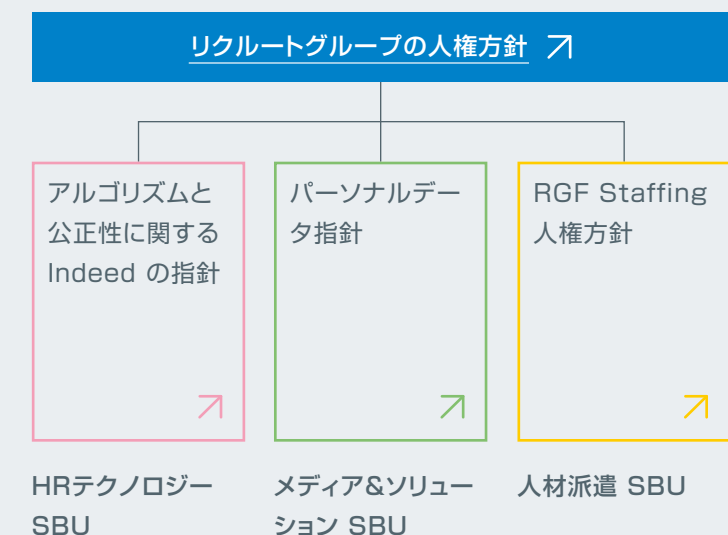 リクルートグループの人権方針
アルゴリズムと
公正性に関する
Indeed の指針
パーソナルデー
タ指針
RGF Staffing
人権方針
HRテクノロジー
SBU
メディア&ソリュー
ション SBU
人材派遣 SBU